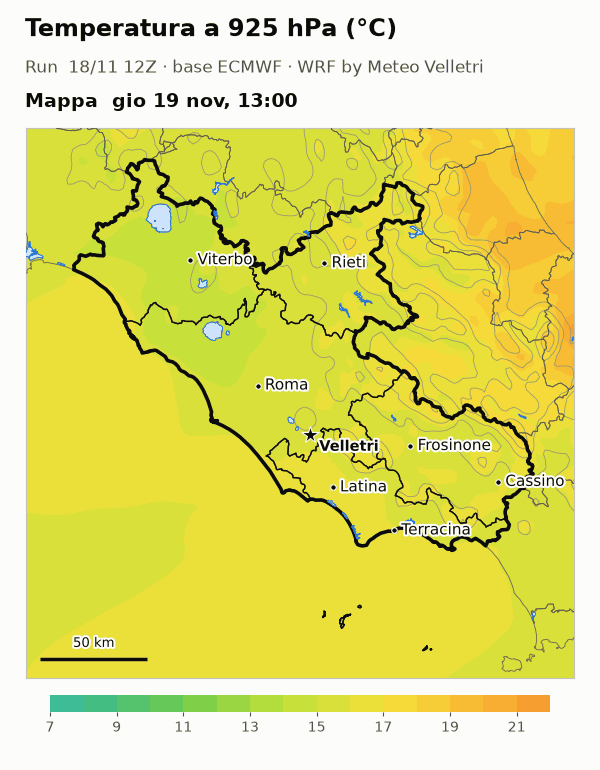 Temperatura a 925 hPa (°C)
Run  18/11 12Z · base ECMWF · WRF by Meteo Velletri
Mappa  gio 19 nov, 13:00
Viterbo
Rieti
Roma
Velletri
Frosinone
Latina
Cassino
Terracina
50 km
7 9 11 13 15 17 19 21